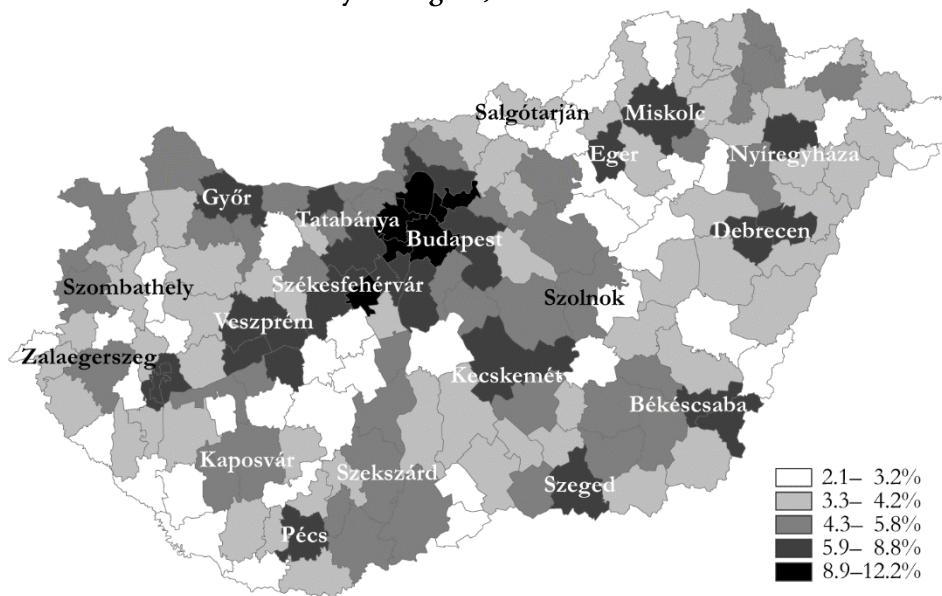 Salgótarján
Miskolc
Eger
Nyíregyháza
Győr
Tatabánya
Budapest
Debrecen
Szombathely
Székesfehérvár
Szolnok
Veszprém
Zalaegerszeg
Kecskemét
Békéscsaba
Kaposvár
Szekszárd
Szeged
Pécs
2.1– 3.2%
3.3– 4.2%
4.3– 5.8%
5.9– 8.8%
8.9–12.2%